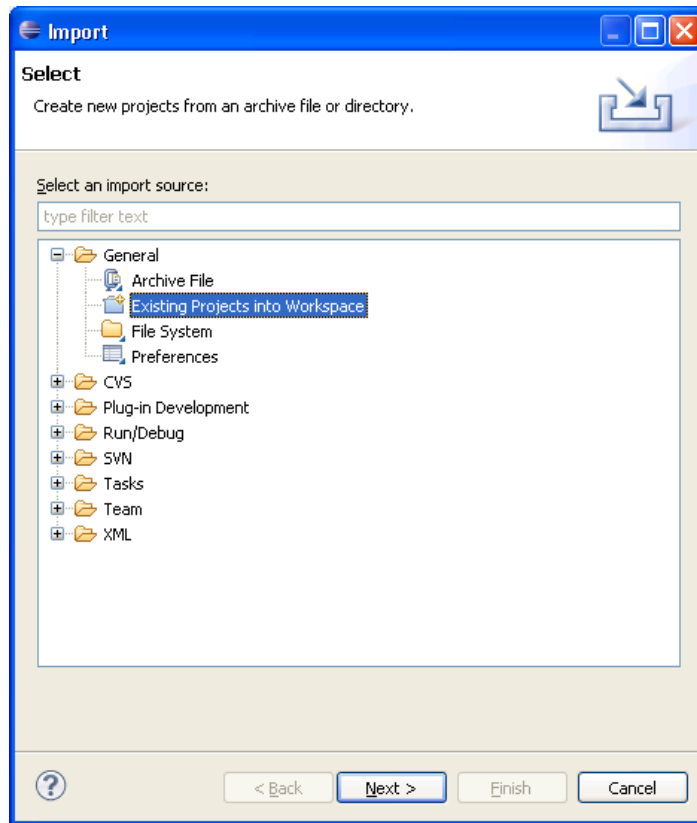 Import
Select
Create new projects from an archive file or directory.
Select an import source:
type filter text
General
Archive File
Existing Projects into Workspace
File System
Preferences
CVS
Plug-in Development
Run/Debug
SVN
Tasks
Team
XML
? < Back Next > Finish Cancel